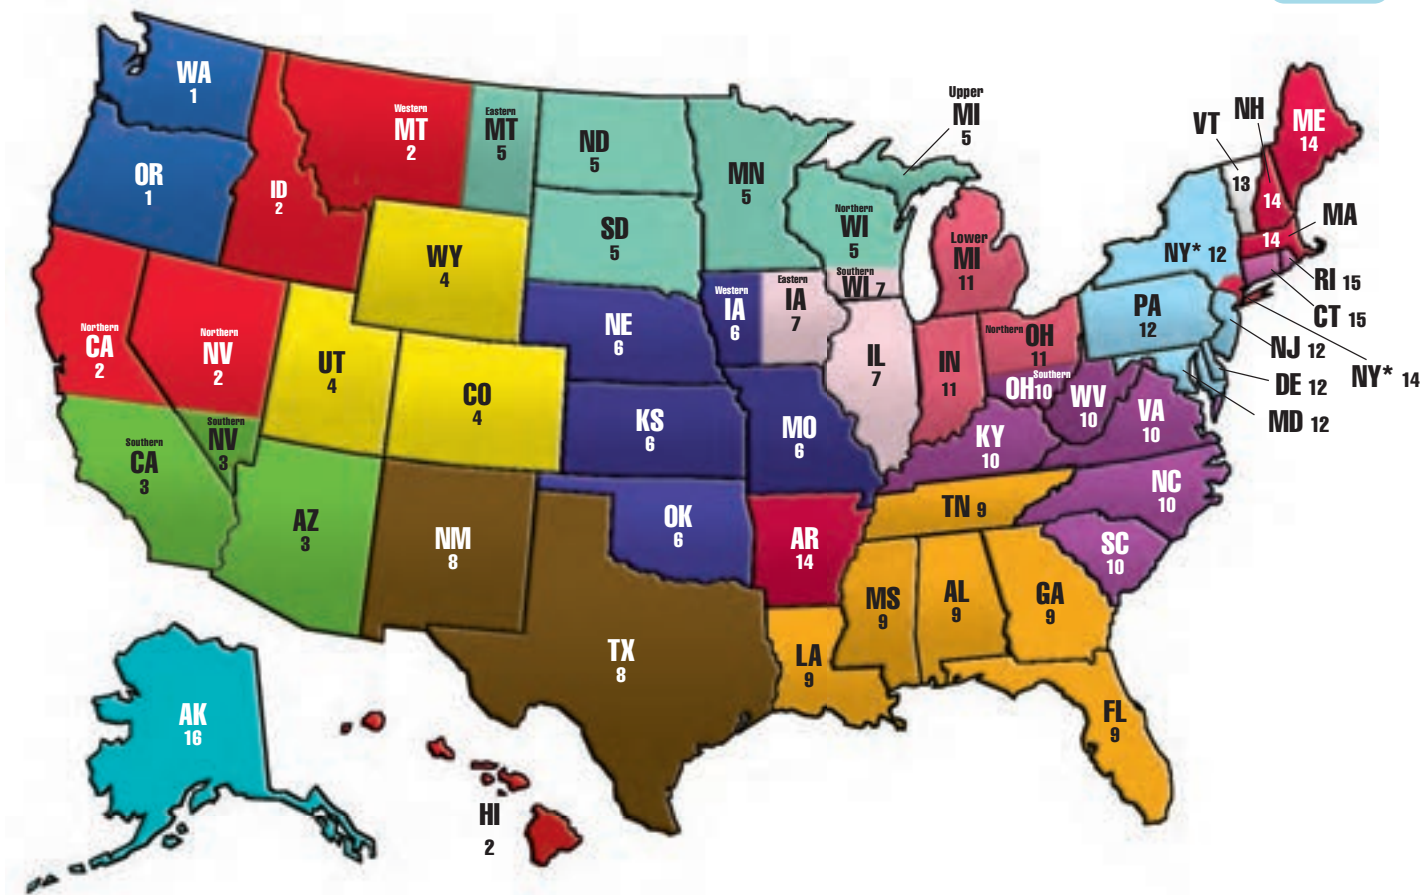 WA
1
OR
1
ID
2
Western
MT
2
Eastern
MT
5
ND
5
SD
5
MN
5
Upper
MI
5
Northern
WI
5
Southern
WI 7
Lower
MI
11
WY
4
Northern
CA
2
Northern
NV
2
UT
4
CO
4
NE
6
Western
IA
6
Eastern
IA
7
IL
7
IN
11
Northern OH
11
Southern
OH10
WV
10
VA
10
KY
10
NC
10
SC
10
TN 9
KS
6
MO
6
Southern
CA
3
Southern
NV
3
AZ
3
NM
8
OK
6
AR
14
TX
8
LA
9
MS
9
AL
9
GA
9
FL
9
VT
13
NH
14
ME
14
MA
14
NY* 12
RI 15
CT 15
PA
12
NJ 12
NY* 14
DE 12
MD 12
AK
16
HI
2